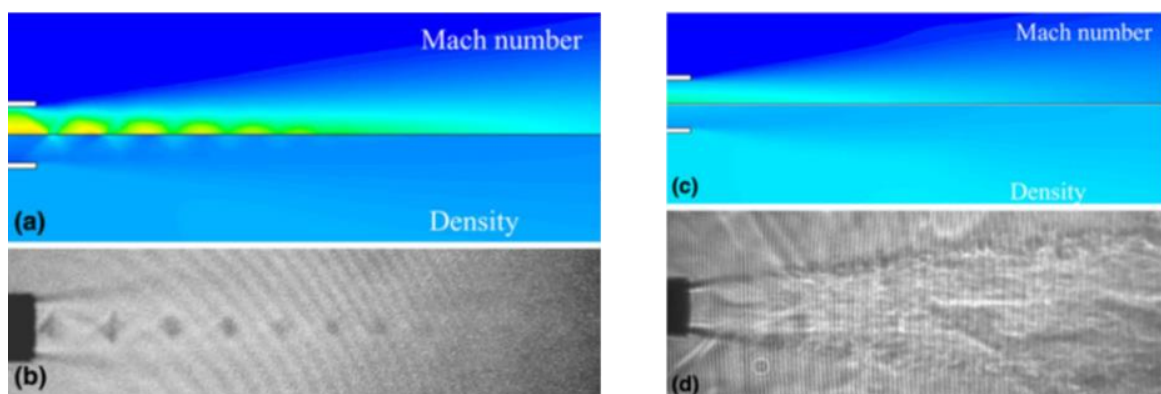 Mach number
(a)
Density
(b)
Mach number
(c)
Density
(d)